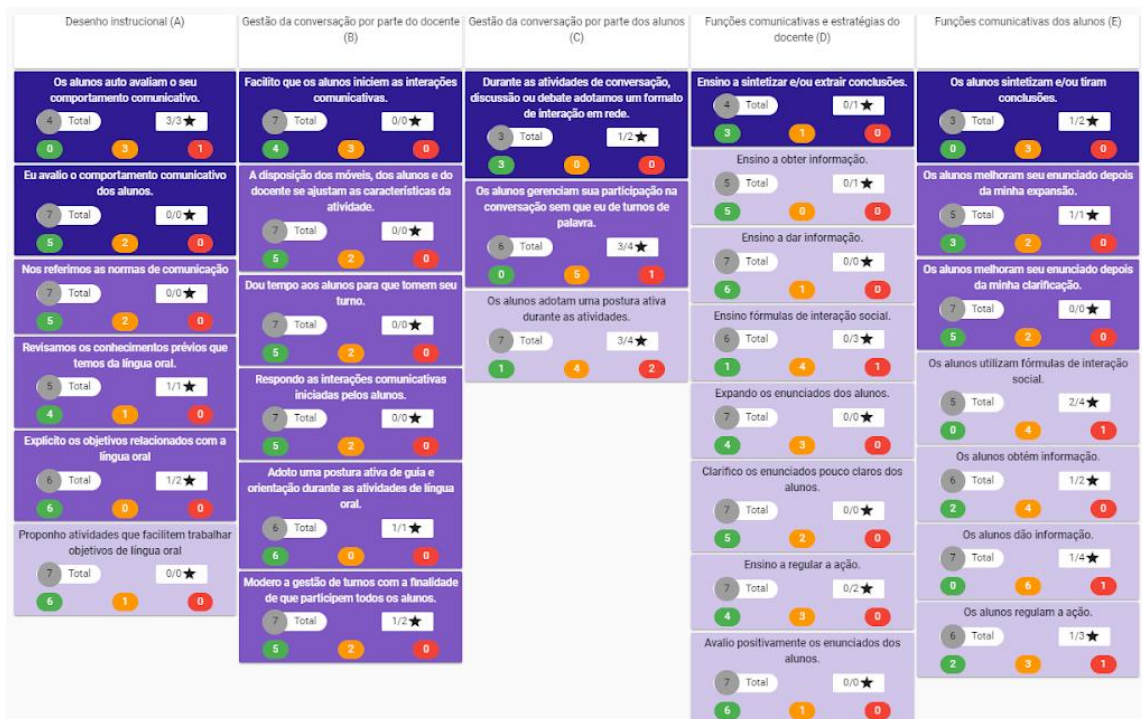 Desenho instrucional (A)
Gestão da conversação por parte do docente
(B)
Gestão da conversação por parte dos alunos
(C)
Funções comunicativas e estratégias do
docente (D)
Funções comunicativas dos alunos (E)
Os alunos auto avaliam o seu
comportamento comunicativo.
4 Total 3/3★
0 3 1
Eu avalio o comportamento comunicativo
dos alunos.
7 Total 0/0★
5 2 0
Nos referimos as normas de comunicação
7 Total 0/0★
5 2 0
Revisamos os conhecimentos prévios que
temos da língua oral.
5 Total 1/1★
4 1 0
Explícito os objetivos relacionados com a
língua oral
6 Total 1/2★
6 0 0
Proponho atividades que facilitem trabalhar
objetivos de língua oral
7 Total 0/0★
6 1 0
Facilito que os alunos iniciem as interações
comunicativas.
7 Total 0/0★
4 3 0
A disposição dos móveis, dos alunos e do
docente se ajustam as características da
atividade.
7 Total 0/0★
5 2 0
Dou tempo aos alunos para que tomem seu
turno.
7 Total 0/0★
5 2 0
Respondo as interações comunicativas
iniciadas pelos alunos.
7 Total 0/0★
5 2 0
Adoto uma postura ativa de guia e
orientação durante as atividades de língua
oral.
6 Total 1/1★
6 0 0
Modero a gestão de turnos com a finalidade
de que participem todos os alunos.
7 Total 1/2★
5 2 0
Durante as atividades de conversação,
discussão ou debate adotamos um formato
de interação em rede.
3 Total 1/2★
3 0 0
Os alunos gerenciam sua participação na
conversação sem que eu de turnos de
palavra.
6 Total 3/4★
0 5 1
Os alunos adotam uma postura ativa
durante as atividades.
7 Total 3/4★
1 4 2
Ensino a sintetizar e/ou extrair conclusões.
4 Total 0/1★
3 1 0
Ensino a obter informação.
5 Total 0/1★
5 0 0
Ensino a dar informação.
7 Total 0/0★
6 1 0
Ensino fórmulas de interação social.
6 Total 0/3★
1 4 1
Expando os enunciados dos alunos.
7 Total 0/0★
4 3 0
Clarifico os enunciados pouco claros dos
alunos.
7 Total 0/0★
5 2 0
Ensino a regular a ação.
7 Total 0/2★
4 3 0
Avalio positivamente os enunciados dos
alunos.
7 Total 0/0★
6 1 0
Os alunos sintetizam e/ou tiram
conclusões.
3 Total 1/2★
0 3 0
Os alunos melhoram seu enunciado depois
da minha expansão.
5 Total 1/1★
3 2 0
Os alunos melhoram seu enunciado depois
da minha clarificação.
7 Total 0/0★
5 2 0
Os alunos utilizam fórmulas de interação
social.
5 Total 2/4★
0 4 1
Os alunos obtém informação.
6 Total 1/2★
2 4 0
Os alunos dão informação.
7 Total 1/4★
0 6 1
Os alunos regulam a ação.
6 Total 1/3★
2 3 1